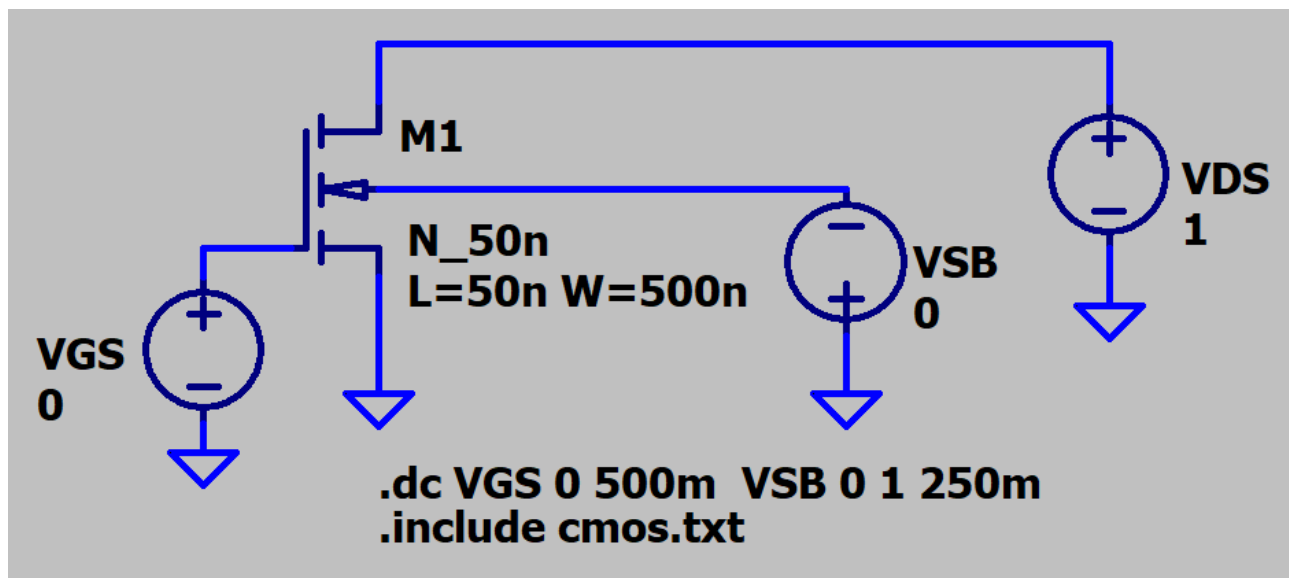 M1
VDS
1
N_50n
L=50n W=500n
VSB
0
VGS
0
.dc VGS 0 500m  VSB 0 1 250m
.include cmos.txt